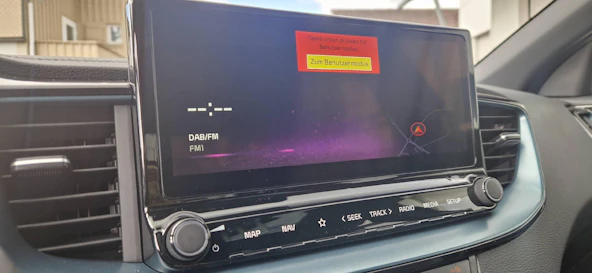 Zum Benutzermodus
--:--
DAB/FM
FM1
MAP NAV ☆ < SEEK TRACK > RADIO MEDIA SETUP